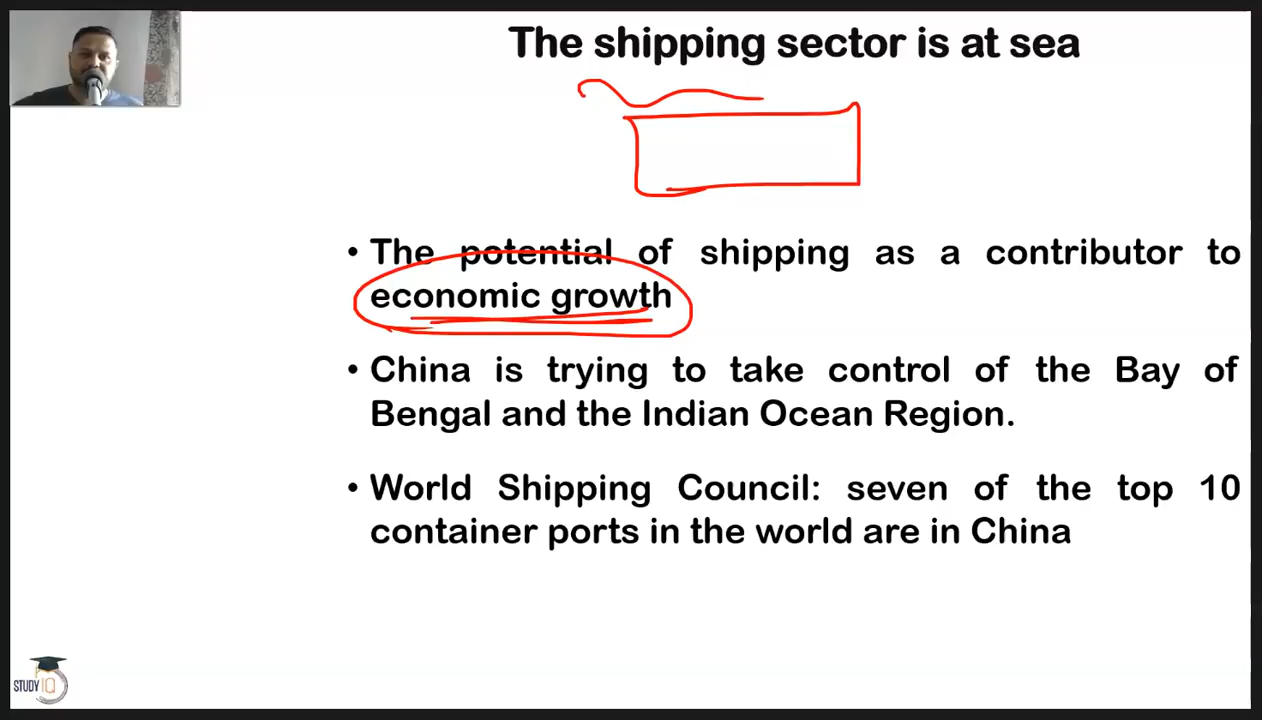 The shipping sector is at sea
• The potential of shipping as a contributor to
economic growth
• China is trying to take control of the Bay of
Bengal and the Indian Ocean Region.
• World Shipping Council: seven of the top 10
container ports in the world are in China
STUDY IQ